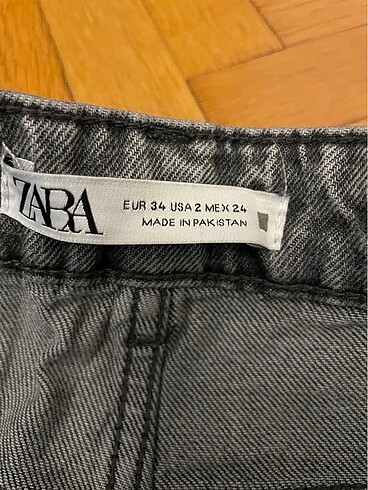 ZARA
EUR 34 USA 2 MEX 24
MADE IN PAKISTAN